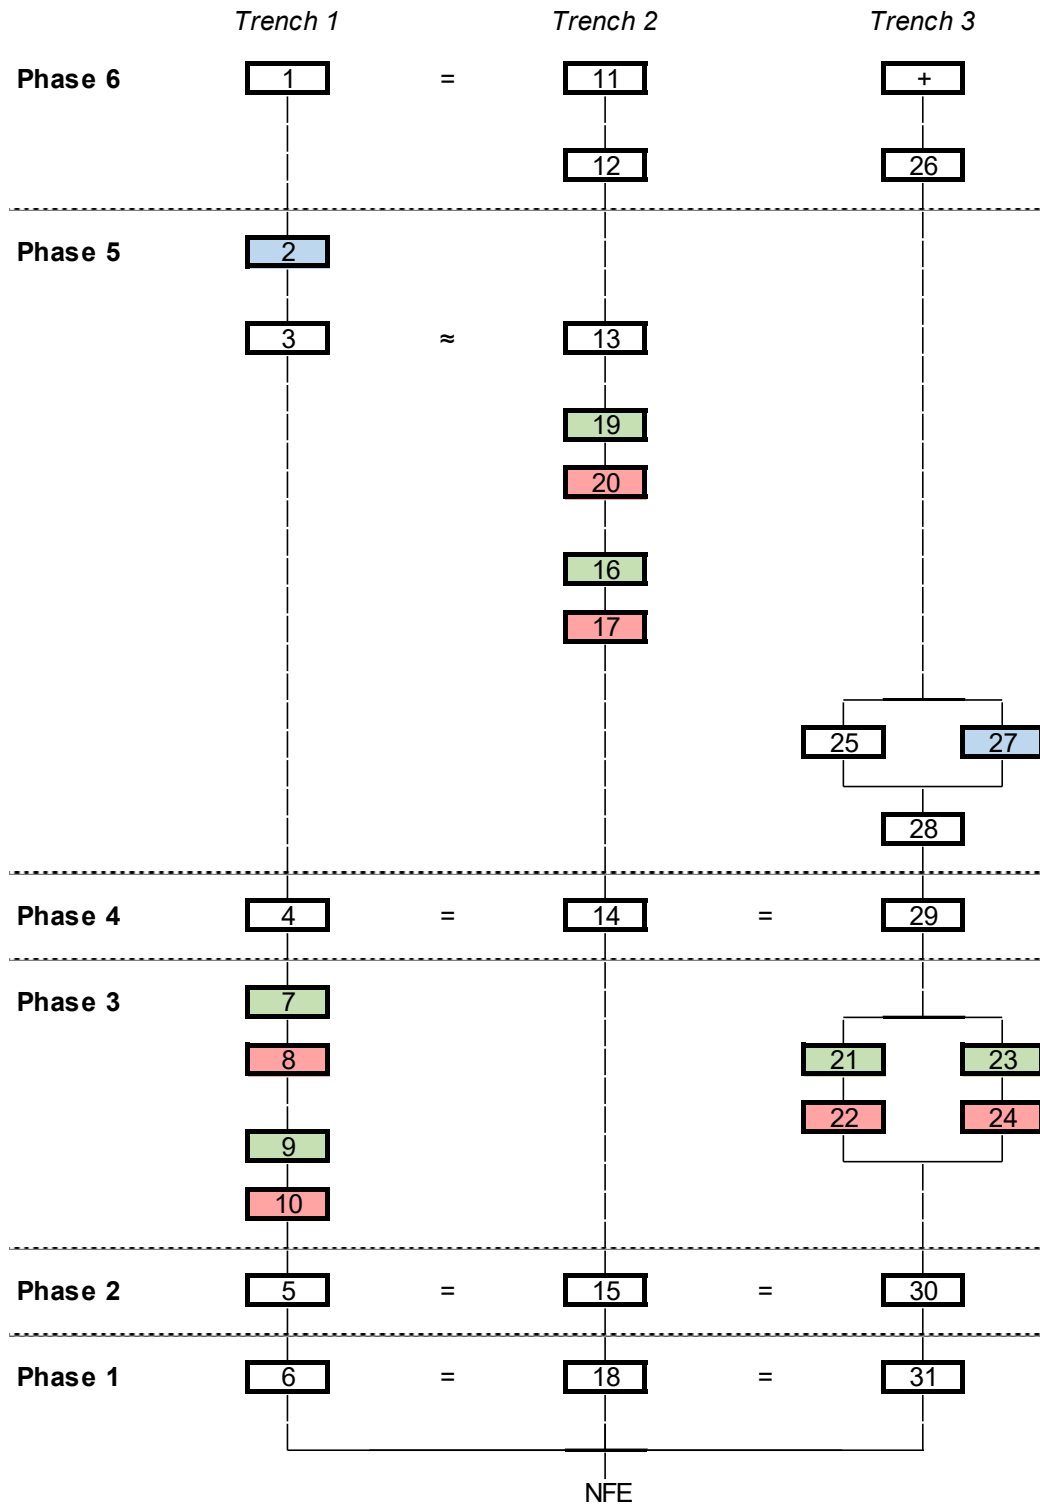 Trench 1 Trench 2 Trench 3
Phase 6 1 = 11 +
12 26
Phase 5 2
3 ≈ 13
19
20
16
17
25 27
28
Phase 4 4 = 14 = 29
Phase 3 7
8 21 23
22 24
9
10
Phase 2 5 = 15 = 30
Phase 1 6 = 18 = 31
NFE